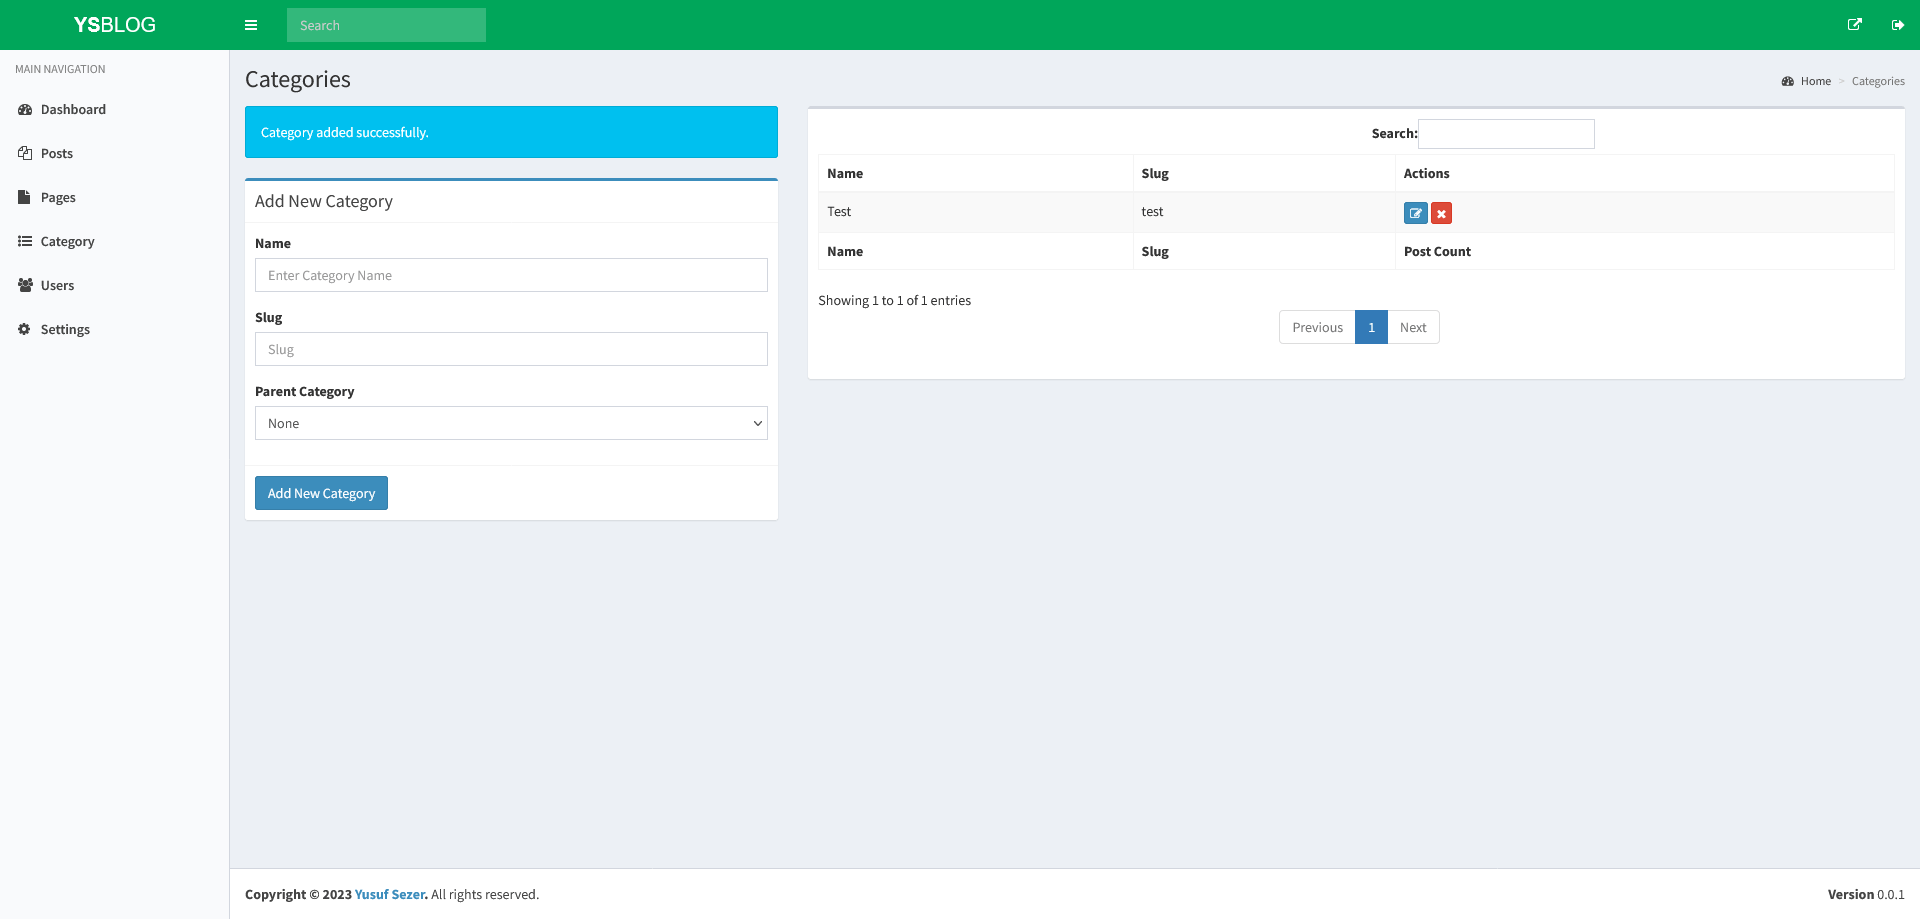 YSBLOG
Search
MAIN NAVIGATION
Dashboard
Posts
Pages
Category
Users
Settings
Categories
Home > Categories
Category added successfully.
Add New Category
Name
Enter Category Name
Slug
Slug
Parent Category
None
Add New Category
Search:
Name Slug Actions
Test test
Name Slug Post Count
Showing 1 to 1 of 1 entries
Previous 1 Next
Copyright © 2023 Yusuf Sezer. All rights reserved.
Version 0.0.1